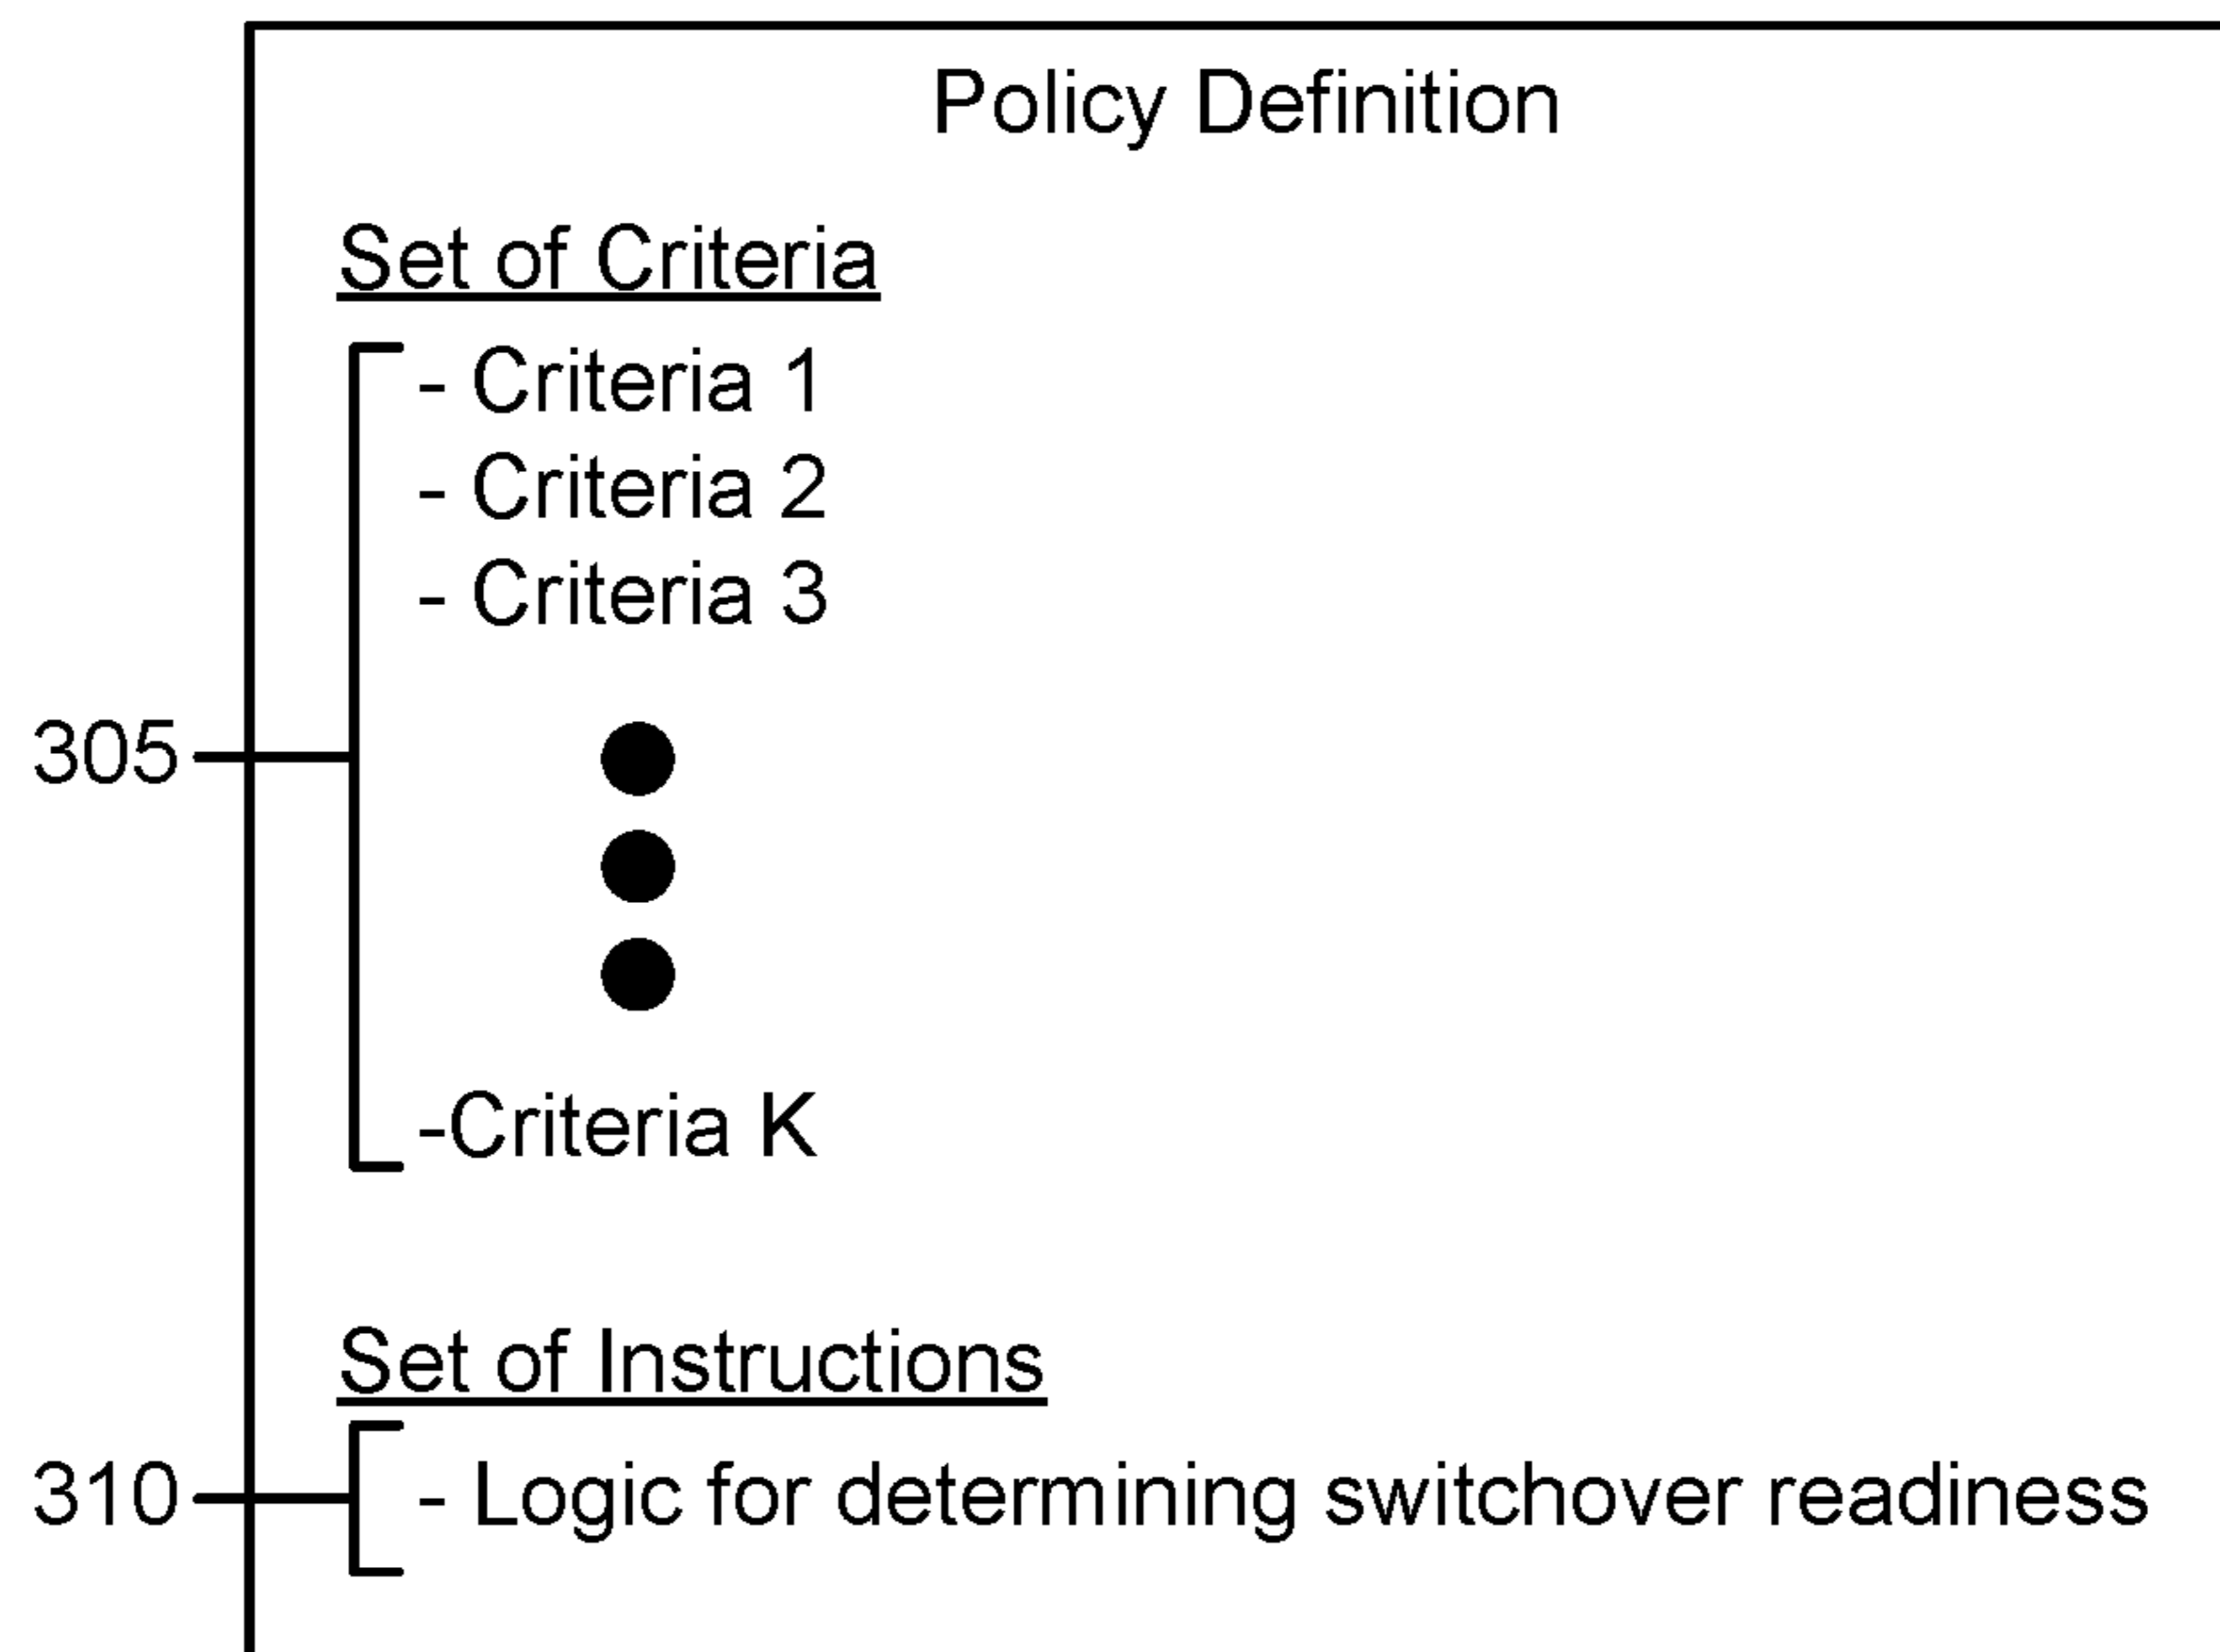 Policy Definition
Set of Criteria
- Criteria 1
- Criteria 2
- Criteria 3
305
-Criteria K
Set of Instructions
310
- Logic for determining switchover readiness